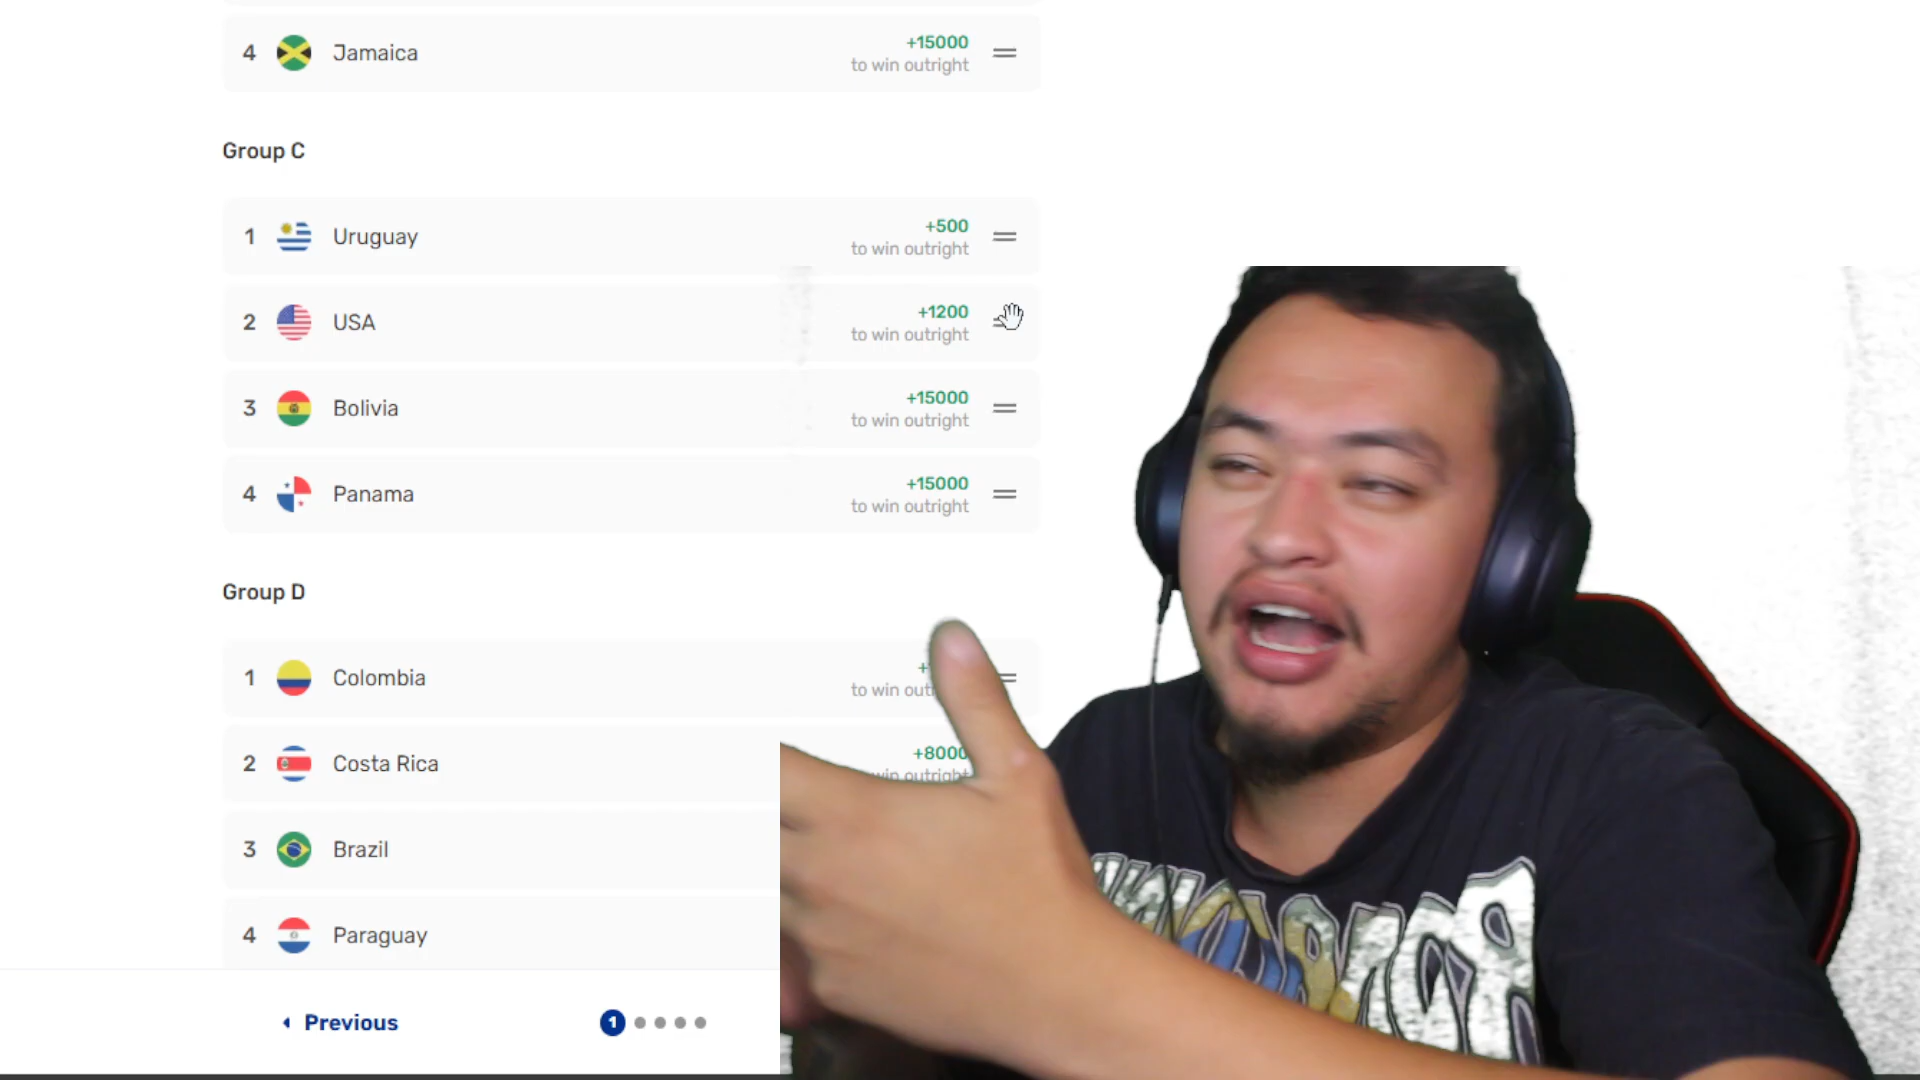 4 Jamaica +15000
to win outright
Group C
1 Uruguay +500
to win outright
2 USA +1200
to win outright
3 Bolivia +15000
to win outright
4 Panama +15000
to win outright
Group D
1 Colombia
to win
2 Costa Rica +8000
win outright
3 Brazil
4 Paraguay
Previous 1